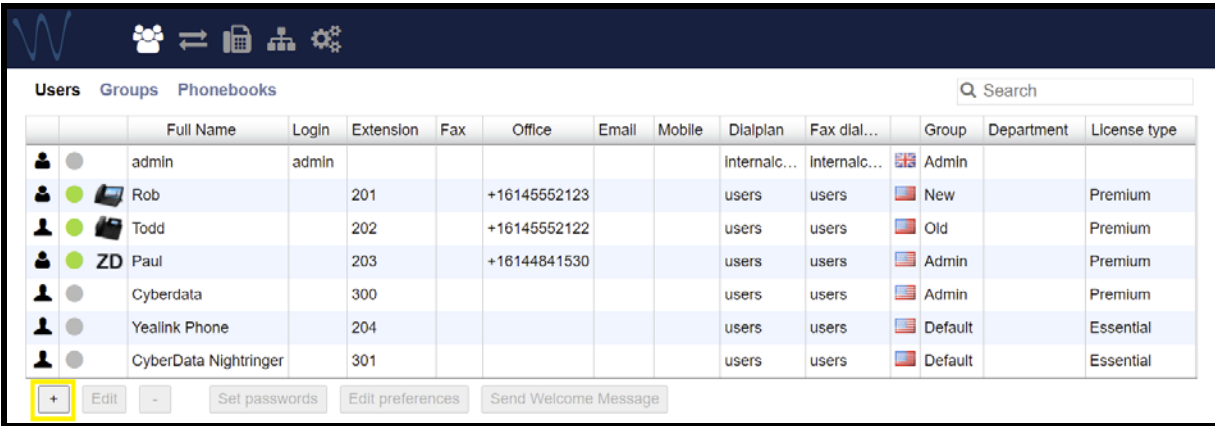 Users Groups Phonebooks Search
Full Name Login Extension Fax Office Email Mobile Dialplan Fax dial... Group Department License type
admin admin internalc... internalc... Admin
Rob 201 +16145552123 users users New Premium
Todd 202 +16145552122 users users Old Premium
ZD Paul 203 +16144841530 users users Admin Premium
Cyberdata 300 users users Admin Premium
Yealink Phone 204 users users Default Essential
CyberData Nightringer 301 users users Default Essential
+ Edit - Set passwords Edit preferences Send Welcome Message